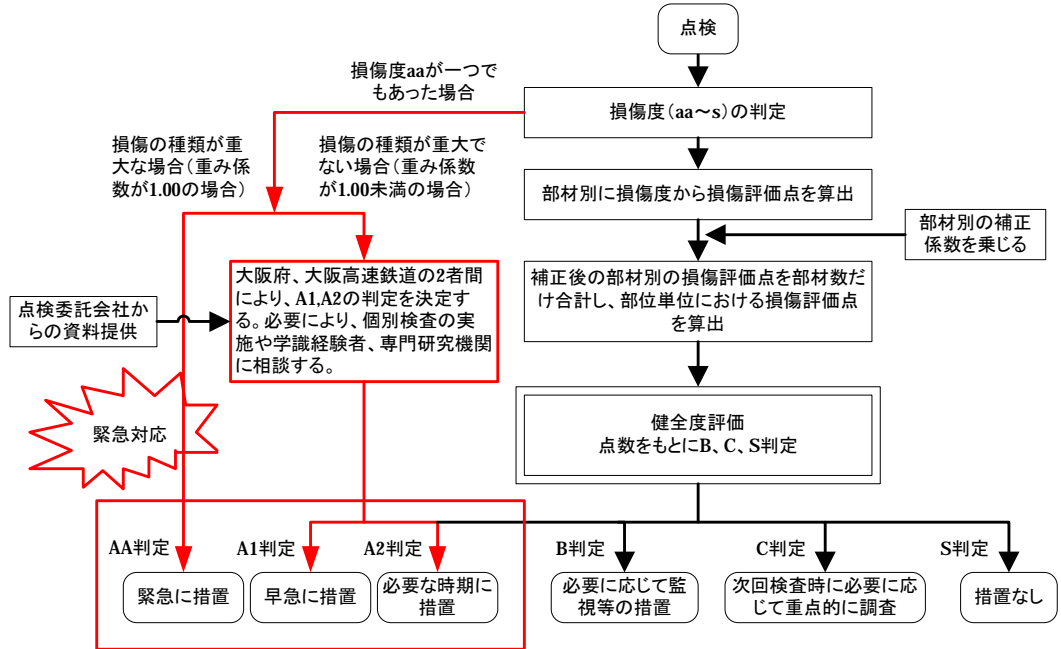 点検
損傷度aaが一つで
もあった場合
損傷度（aa～s）の判定
損傷の種類が重
大な場合（重み係
数が1.00の場合）
損傷の種類が重大で
ない場合（重み係数
が1.00未満の場合）
部材別に損傷度から損傷評価点を算出
部材別の補正
係数を乗じる
大阪府、大阪高速鉄道の2者間
により、A1,A2の判定を決定す
る。必要により、個別検査の実
施や学識経験者、専門研究機関
に相談する。
補正後の部材別の損傷評価点を部材数だ
け合計し、部位単位における損傷評価点
を算出
点検委託会社か
らの資料提供
緊急対応
健全度評価
点数をもとにB、C、S判定
AA判定
A1判定
A2判定
B判定
C判定
S判定
緊急に措置
早急に措置
必要な時期に
措置
必要に応じて監
視等の措置
次回検査時に必要に応
じて重点的に調査
措置なし